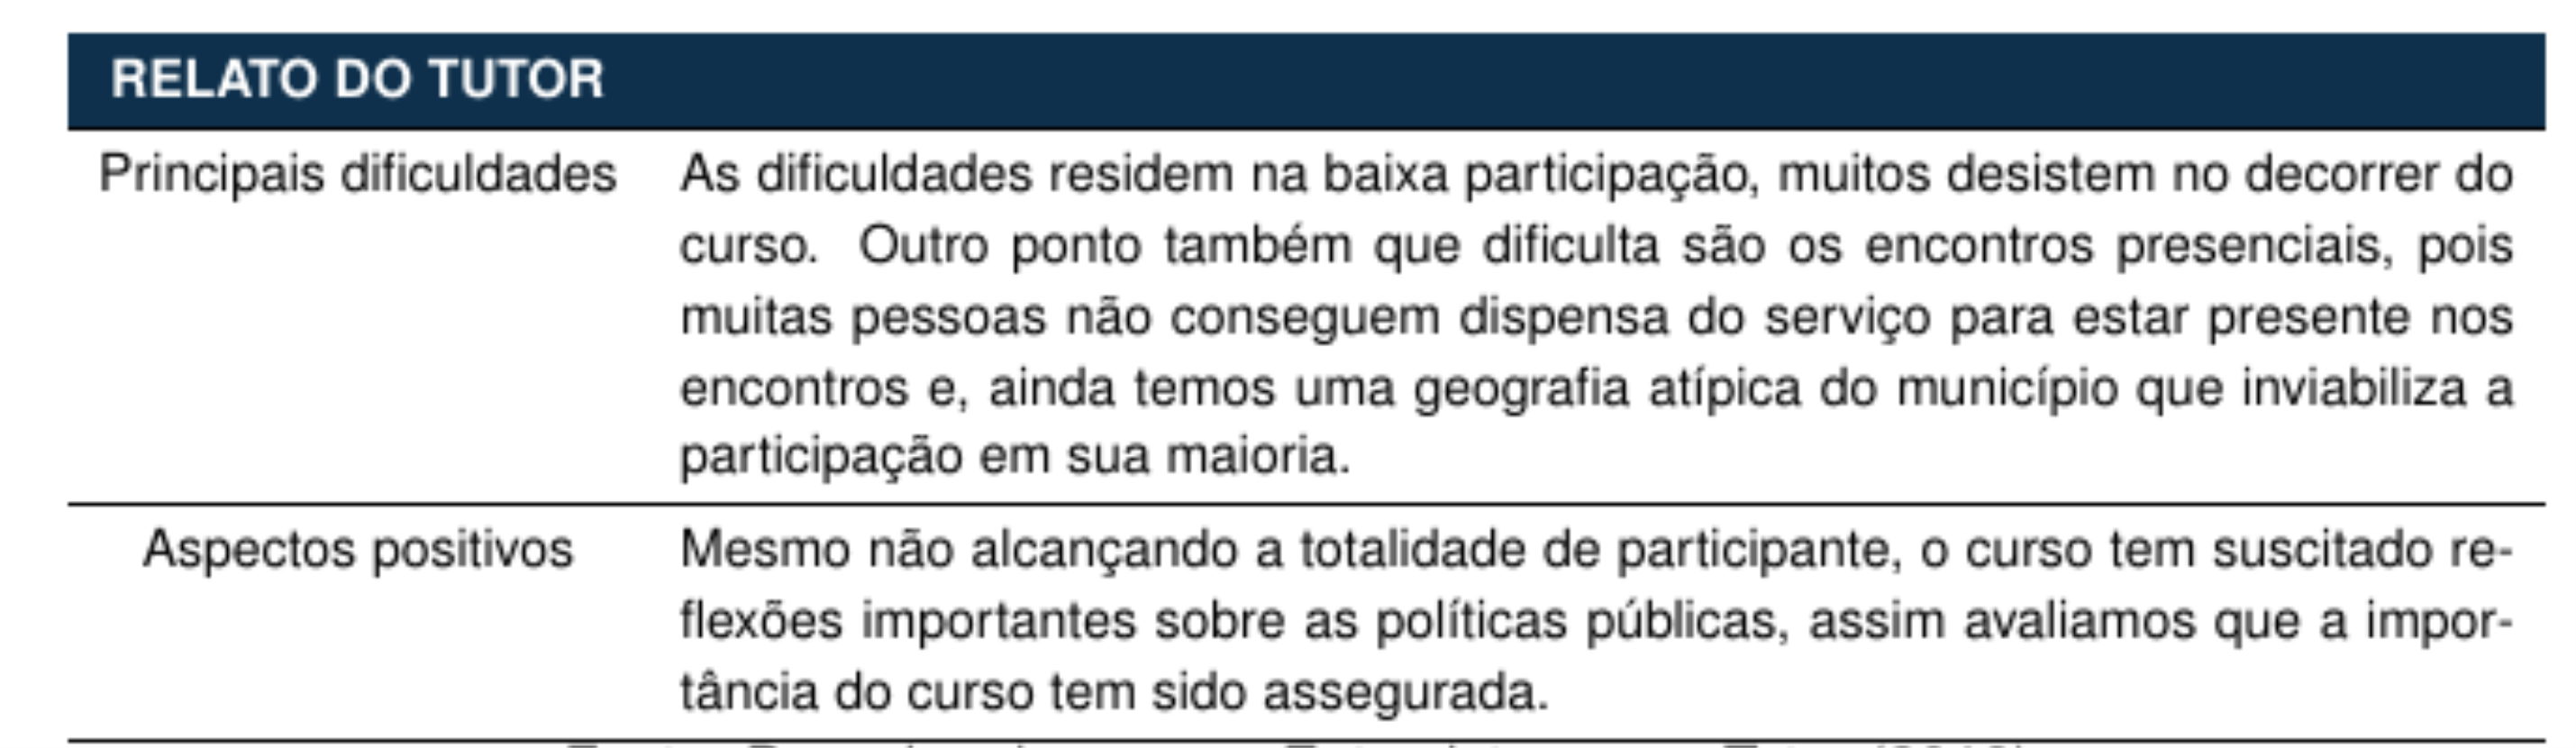 RELATO DO TUTOR
Principais dificuldades As dificuldades residem na baixa participação, muitos desistem no decorrer do
curso. Outro ponto também que dificulta são os encontros presenciais, pois
muitas pessoas não conseguem dispensa do serviço para estar presente nos
encontros e, ainda temos uma geografia atípica do município que inviabiliza a
participação em sua maioria.
Aspectos positivos Mesmo não alcançando a totalidade de participante, o curso tem suscitado re-
flexões importantes sobre as políticas públicas, assim avaliamos que a impor-
tância do curso tem sido assegurada.